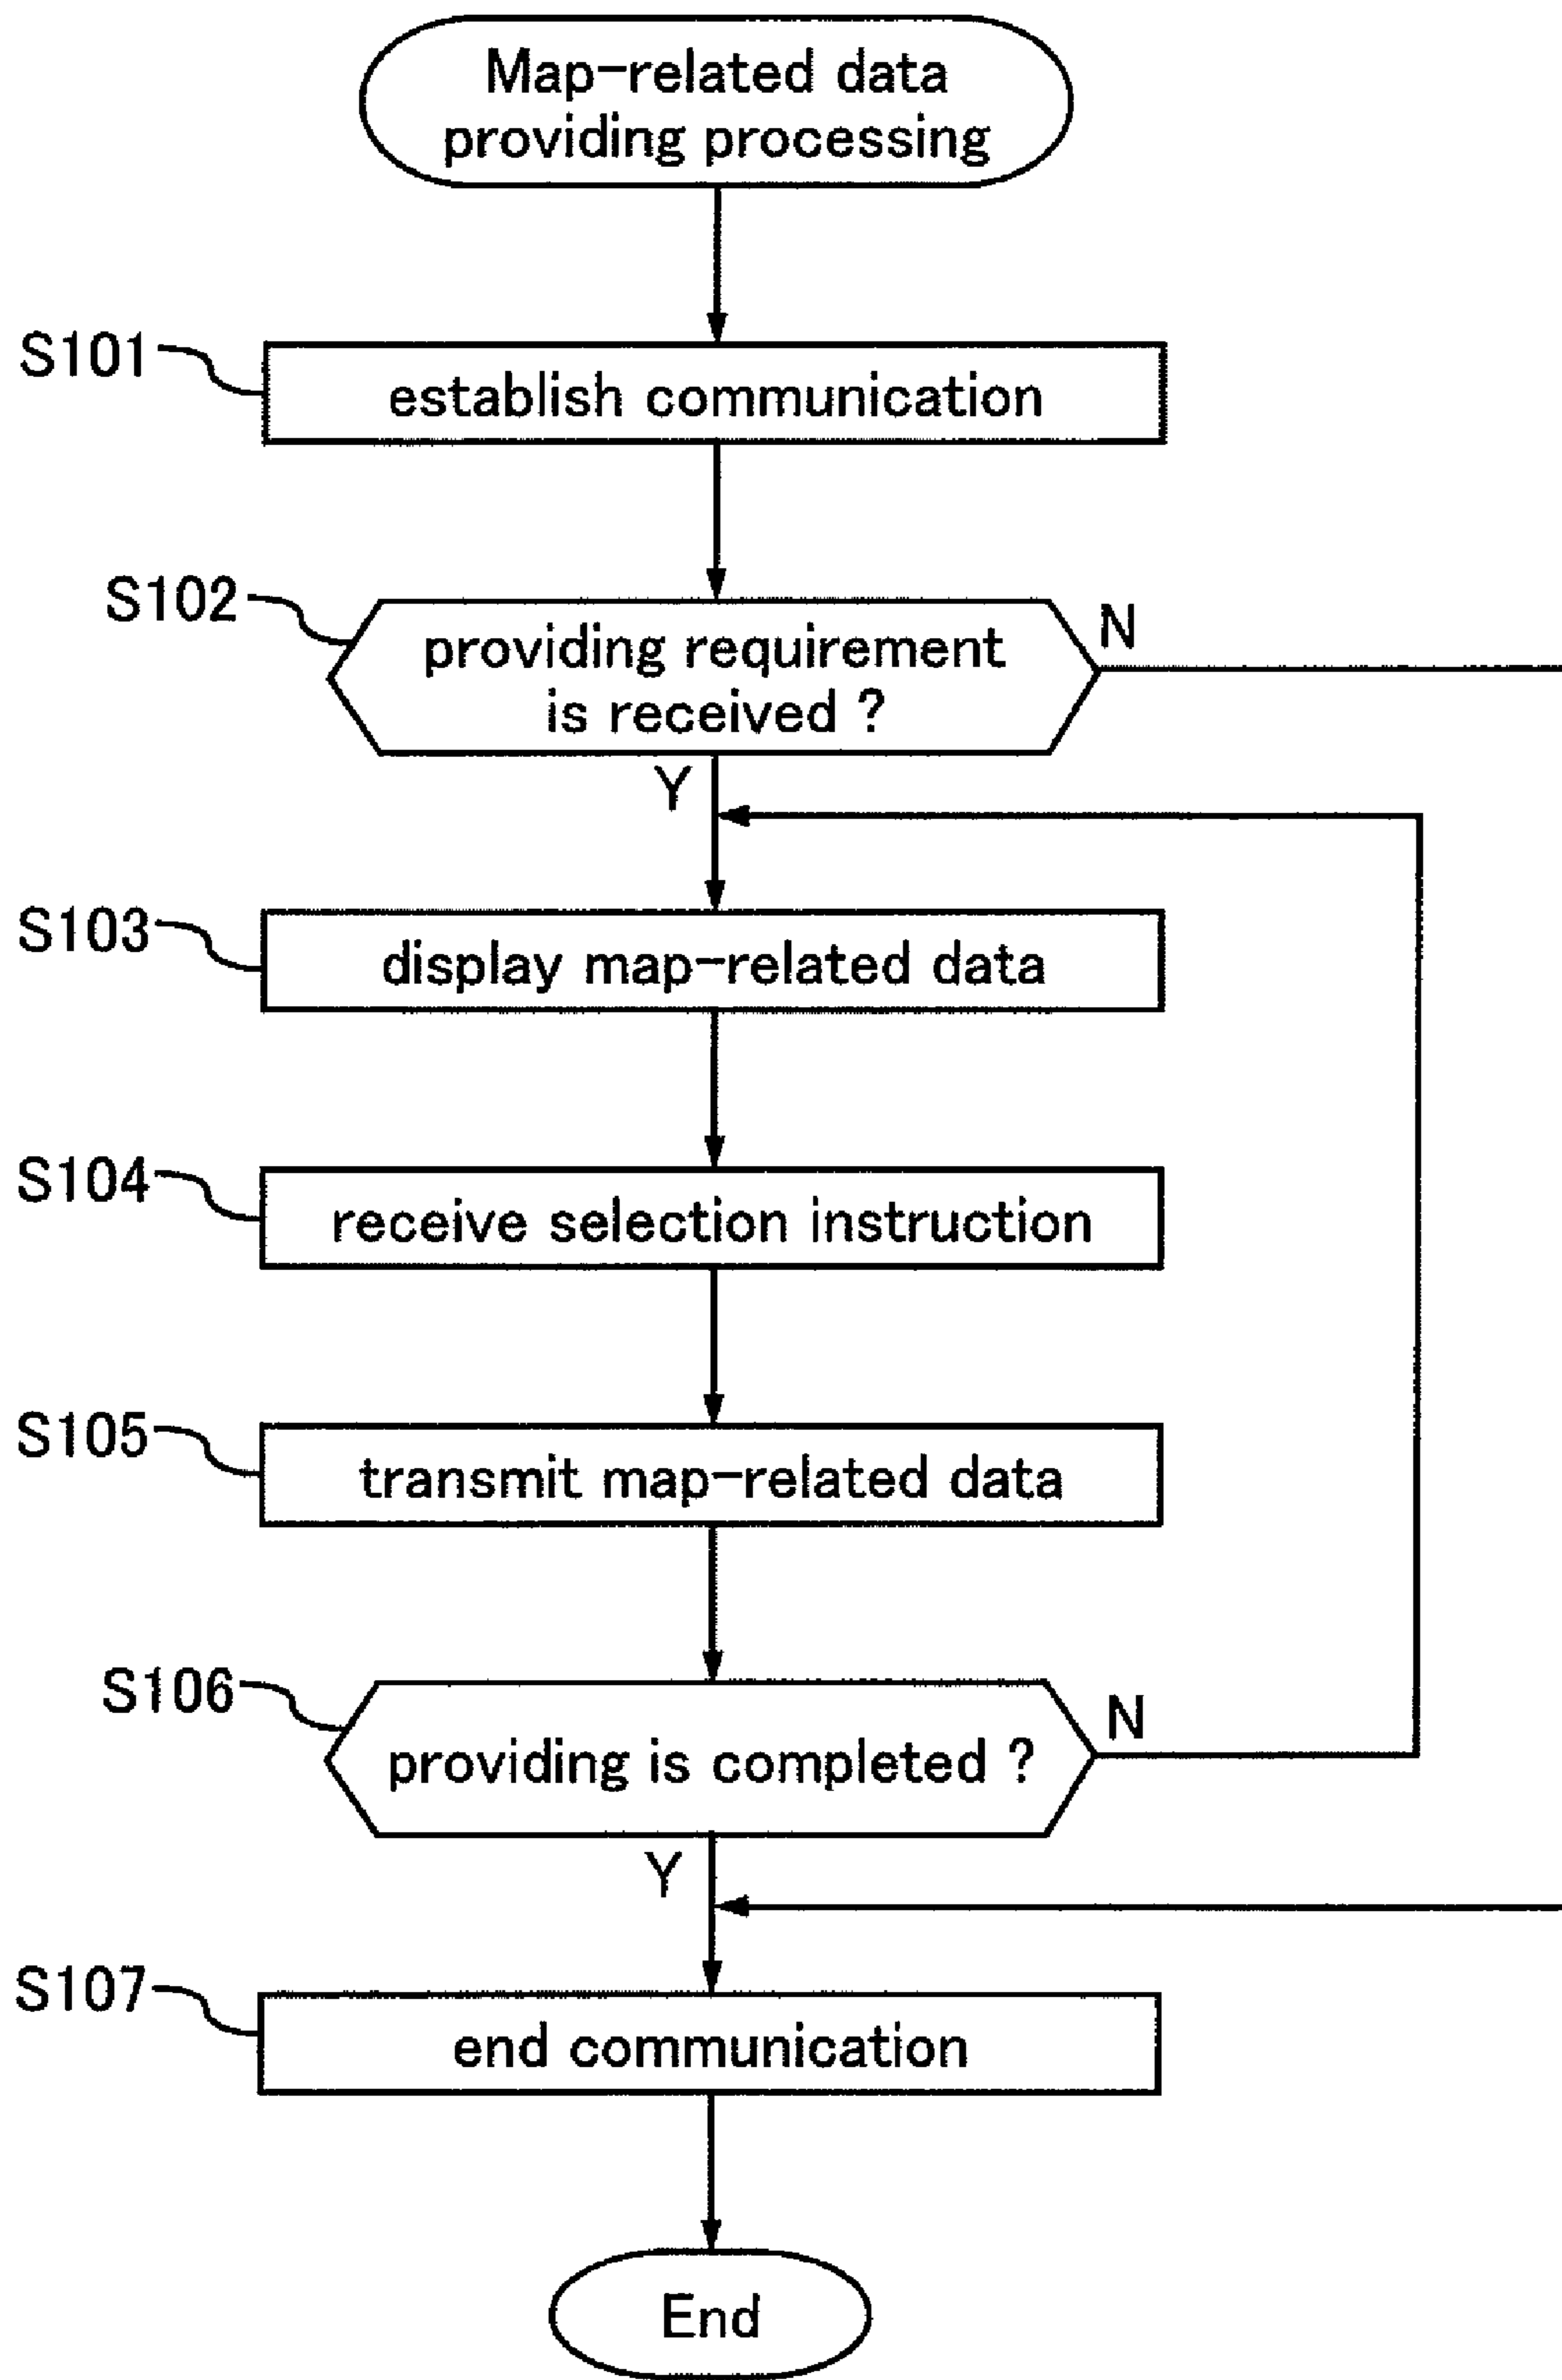 Map-related data
providing processing
S101
establish communication
S102
providing requirement
is received ?
N
Y
S103
display map-related data
S104
receive selection instruction
S105
transmit map-related data
S106
providing is completed ?
N
Y
S107
end communication
End